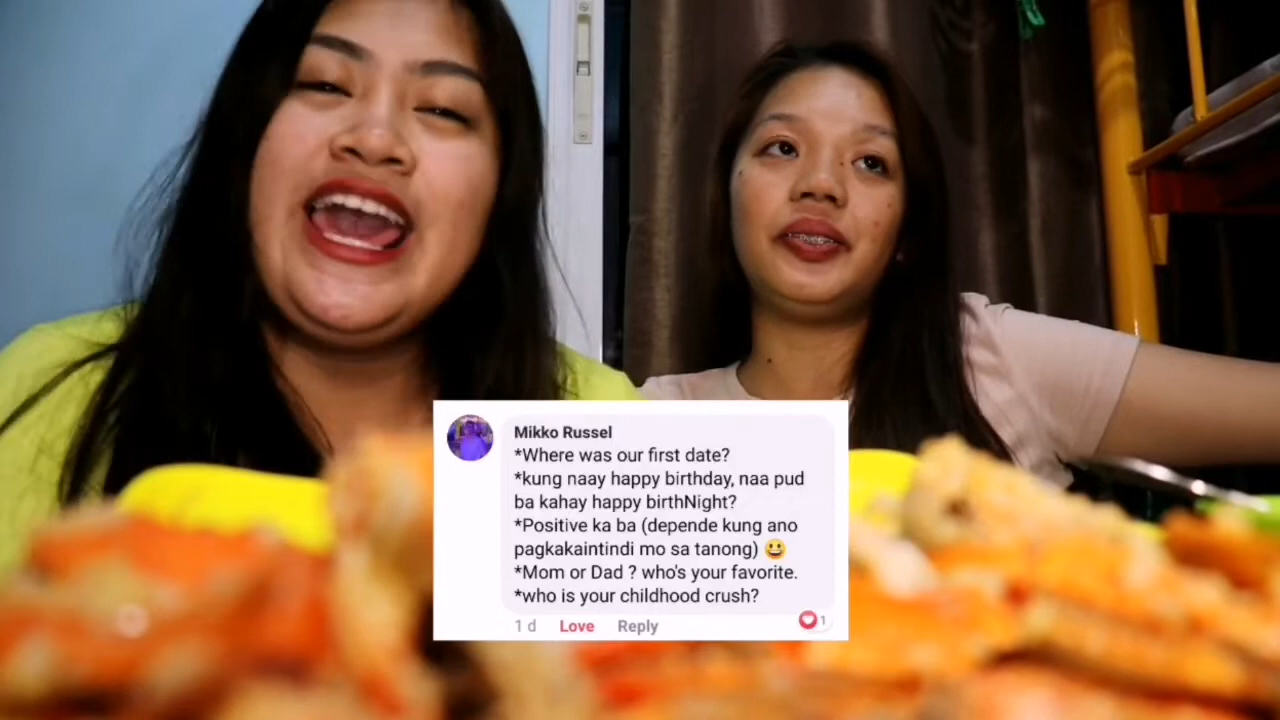 Mikko Russel
*Where was our first date?
*kung naay happy birthday, naa pud
ba kahay happy birthNight?
*Positive ka ba (depende kung ano
pagkakaintindi mo sa tanong) 😀
*Mom or Dad ? who's your favorite.
*who is your childhood crush?
1 d Love Reply 1